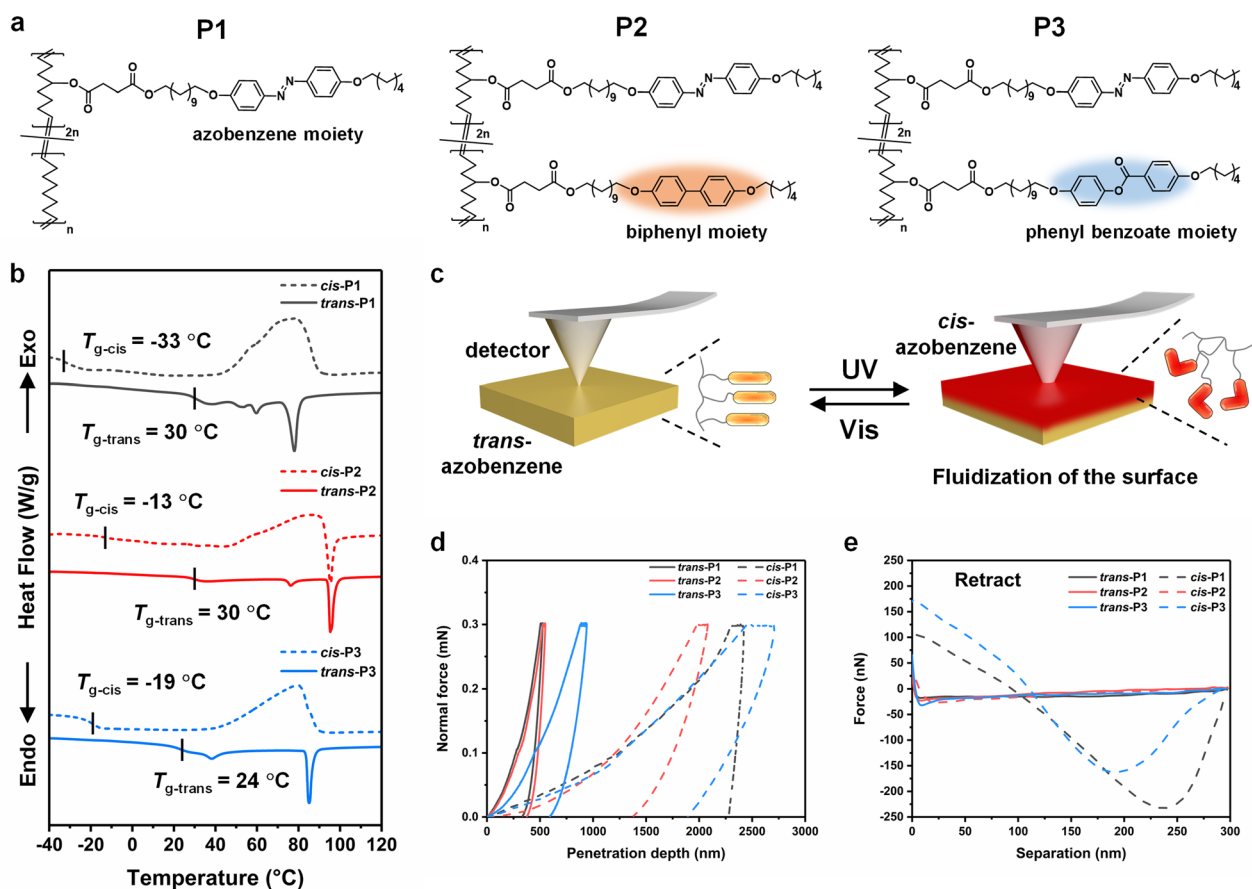 a
P1
P2
P3
O
O
O
O
O
N
N
O
9
4
2n
n
azobenzene moiety
O
O
O
O
O
N
N
O
9
4
2n
O
O
O
O
O
O
9
4
n
biphenyl moiety
O
O
O
O
O
N
N
O
9
4
2n
O
O
O
O
O
O
O
O
9
4
n
phenyl benzoate moiety
b
cis-P1
trans-P1
Tg-cis = -33 °C
Tg-trans = 30 °C
cis-P2
trans-P2
Tg-cis = -13 °C
Tg-trans = 30 °C
cis-P3
trans-P3
Tg-cis = -19 °C
Tg-trans = 24 °C
Endo Heat Flow (W/g) Exo
-40 -20 0 20 40 60 80 100 120
Temperature (°C)
c
detector
trans-
azobenzene
UV
Vis
cis-
azobenzene
Fluidization of the surface
d
trans-P1 cis-P1
trans-P2 cis-P2
trans-P3 cis-P3
Normal force (mN)
0.4
0.3
0.2
0.1
0.0
0 500 1000 1500 2000 2500 3000
Penetration depth (nm)
e
Retract
trans-P1 cis-P1
trans-P2 cis-P2
trans-P3 cis-P3
Force (nN)
250
200
150
100
50
0
-50
-100
-150
-200
-250
0 50 100 150 200 250 300
Separation (nm)